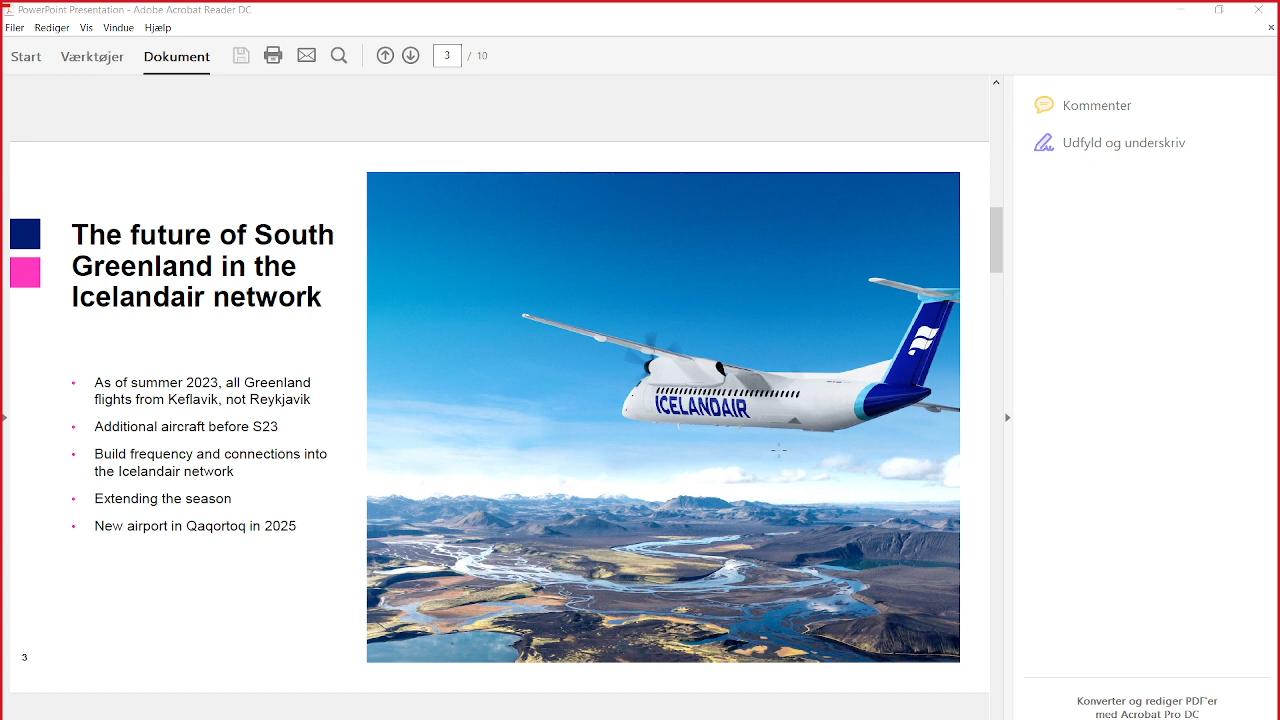 PowerPoint Presentation - Adobe Acrobat Reader DC
Filer Rediger Vis Vindue Hjælp
Start Værktøjer Dokument 3 / 10
Kommenter
Udfyld og underskriv
The future of South
Greenland in the
Icelandair network
• As of summer 2023, all Greenland
flights from Keflavik, not Reykjavik
• Additional aircraft before S23
• Build frequency and connections into
the Icelandair network
• Extending the season
• New airport in Qaqortoq in 2025
ICELANDAIR
3
Konverter og rediger PDF'er
med Acrobat Pro DC